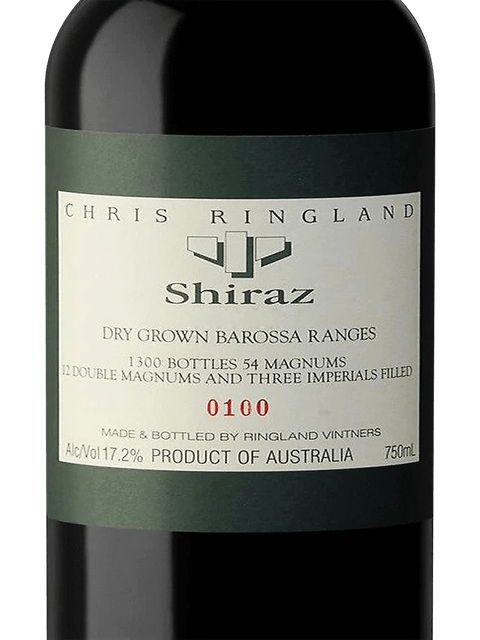 CHRIS RINGLAND
Shiraz
DRY GROWN BAROSSA RANGES
1300 BOTTLES 54 MAGNUMS
12 DOUBLE MAGNUMS AND THREE IMPERIALS FILLED
0100
MADE & BOTTLED BY RINGLAND VINTNERS
Alc/Vol 17.2% PRODUCT OF AUSTRALIA 750mL